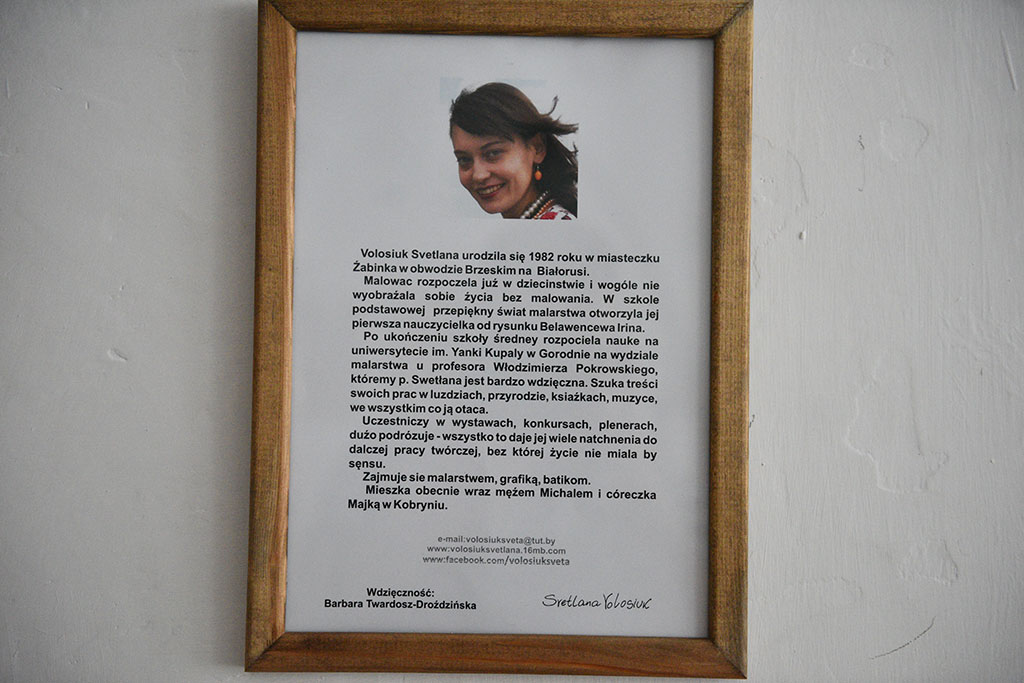 Volosiuk Svetlana urodzila się 1982 roku w miasteczku
Żabinka w obwodzie Brzeskim na Białorusi.
Malowac rozpoczela już w dziecinstwie i wogóle nie
wyobrażala sobie życia bez malowania. W szkole
podstawowej przepiękny świat malarstwa otworzyla jej
pierwsza nauczycielka od rysunku Belawencewa Irina.
Po ukończeniu szkoły średney rozpociela nauke na
uniwersytecie im. Yanki Kupaly w Gorodnie na wydziale
malarstwa u profesora Włodzimierza Pokrowskiego,
któremy p. Swetłana jest bardzo wdzięczna. Szuka treści
swoich prac w luzdziach, przyrodzie, ksiażkach, muzyce,
we wszystkim co ją otaca.
Uczestniczy w wystawach, konkursach, plenerach,
dużo podrózuje - wszystko to daje jej wiele natchnenia do
dalczej pracy twórczej, bez której życie nie miala by
sęnsu.
Zajmuje sie malarstwem, grafiką, batikom.
Mieszka obecnie wraz mężem Michalem i córeczka
Majką w Kobryniu.
e-mail:volosiuksveta@tut.by
www:volosiuksvetlana.16mb.com
www:facebook.com/volosiuksveta
Wdzięczność:
Barbara Twardosz-Droździńska
Svetlana Volosiuk